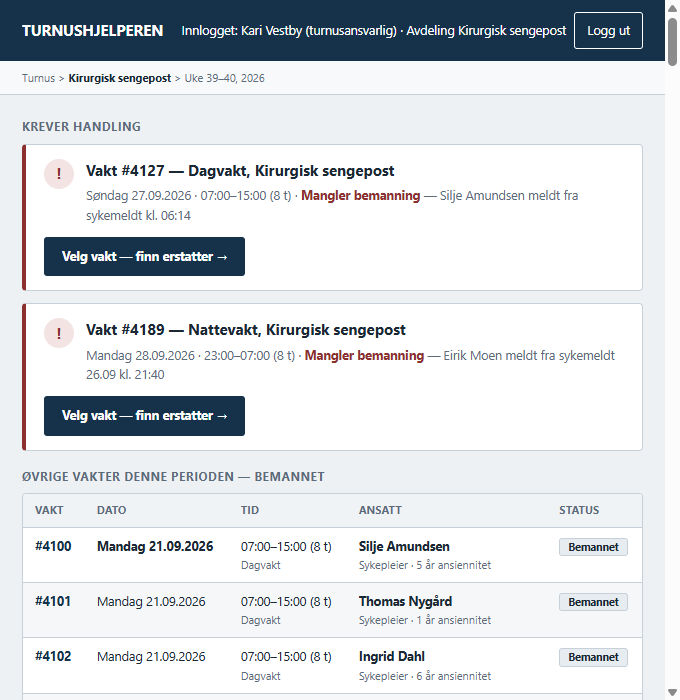 TURNUSHJELPEREN Innlogget: Kari Vestby (turnusansvarlig) · Avdeling Kirurgisk sengepost Logg ut
Turnus > Kirurgisk sengepost > Uke 39–40, 2026
KREVER HANDLING
! Vakt #4127 — Dagvakt, Kirurgisk sengepost
Søndag 27.09.2026 · 07:00–15:00 (8 t) · Mangler bemanning — Silje Amundsen meldt fra
sykemeldt kl. 06:14
Velg vakt — finn erstatter →
! Vakt #4189 — Nattevakt, Kirurgisk sengepost
Mandag 28.09.2026 · 23:00–07:00 (8 t) · Mangler bemanning — Eirik Moen meldt fra sykemeldt
26.09 kl. 21:40
Velg vakt — finn erstatter →
ØVRIGE VAKTER DENNE PERIODEN — BEMANNET
VAKT DATO TID ANSATT STATUS
#4100 Mandag 21.09.2026 07:00–15:00 (8 t) Silje Amundsen Bemannet
Dagvakt Sykepleier · 5 år ansiennitet
#4101 Mandag 21.09.2026 07:00–15:00 (8 t) Thomas Nygård Bemannet
Dagvakt Sykepleier · 1 år ansiennitet
#4102 Mandag 21.09.2026 07:00–15:00 (8 t) Ingrid Dahl Bemannet
Dagvakt Sykepleier · 6 år ansiennitet